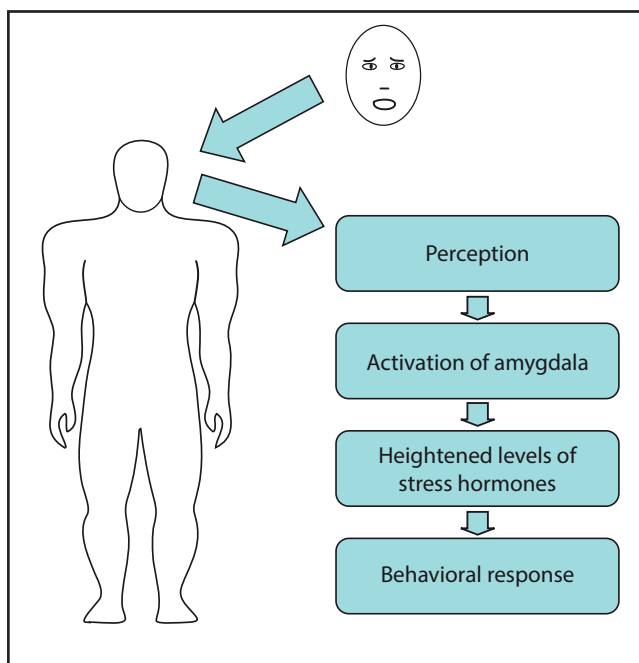 Perception
Activation of amygdala
Heightened levels of
stress hormones
Behavioral response